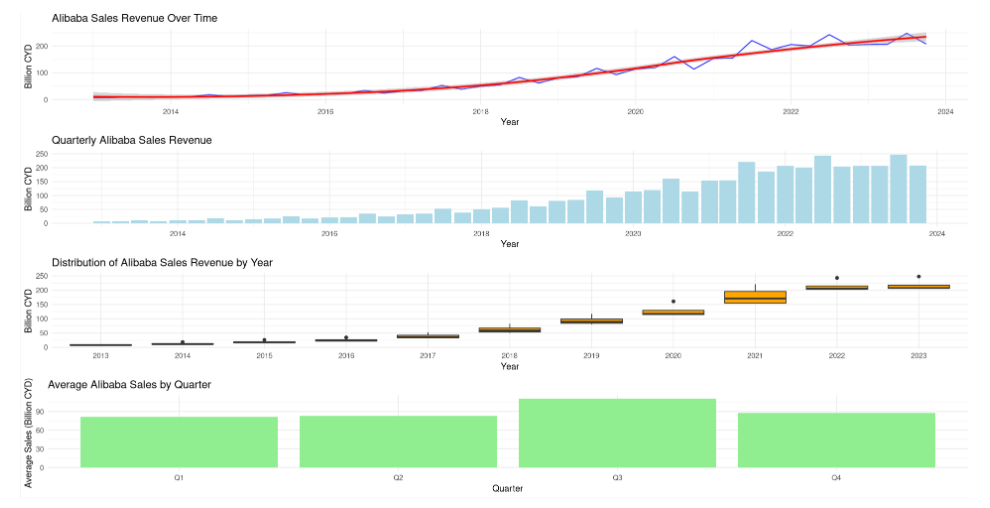 Alibaba Sales Revenue Over Time
Billion CYD
200
100
0
2014 2016 2018 2020 2022 2024
Year
Quarterly Alibaba Sales Revenue
Billion CYD
250
200
150
100
50
0
2014 2016 2018 2020 2022 2024
Year
Distribution of Alibaba Sales Revenue by Year
Billion CYD
250
200
150
100
50
0
2013 2014 2015 2016 2017 2018 2019 2020 2021 2022 2023
Year
Average Alibaba Sales by Quarter
Average Sales (Billion CYD)
90
60
30
0
Q1 Q2 Q3 Q4
Quarter